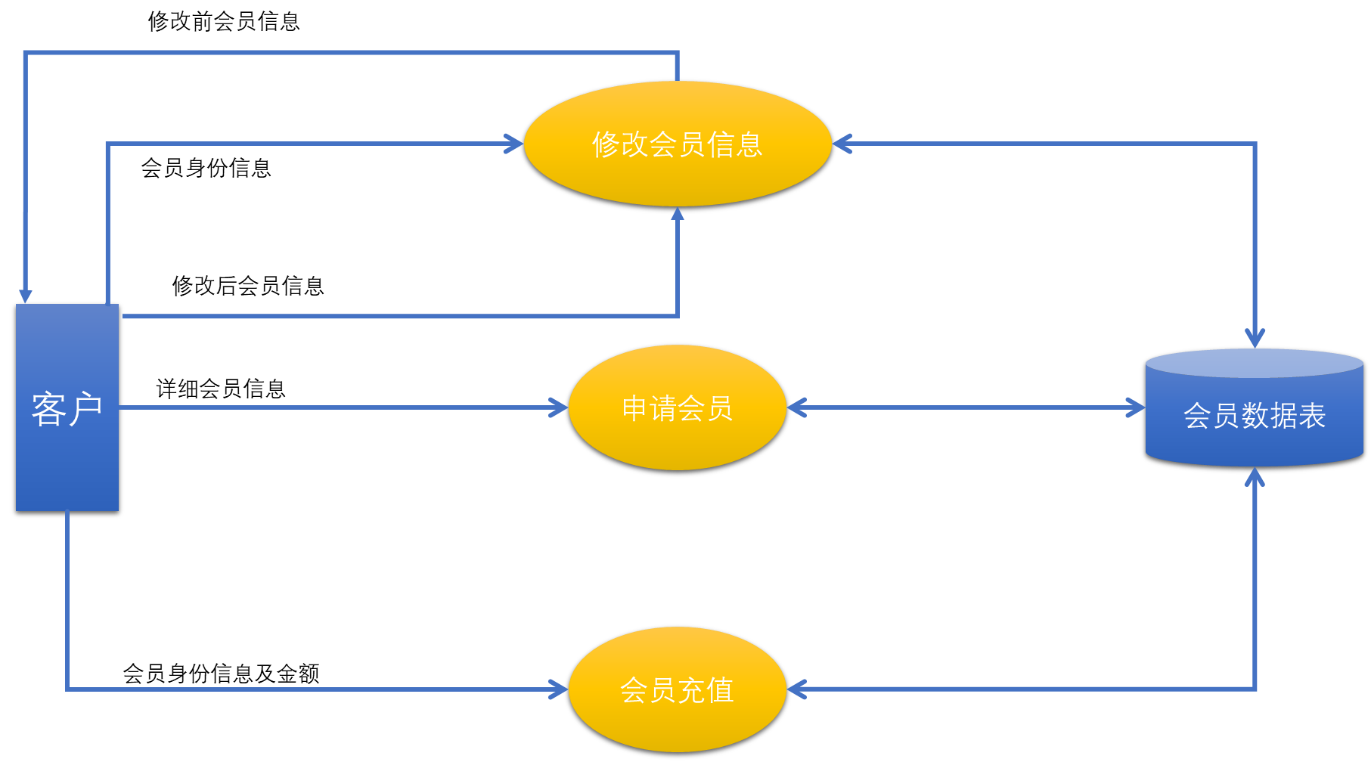 修改前会员信息
修改会员信息
会员身份信息
修改后会员信息
详细会员信息
客户
申请会员
会员数据表
会员身份信息及金额
会员充值